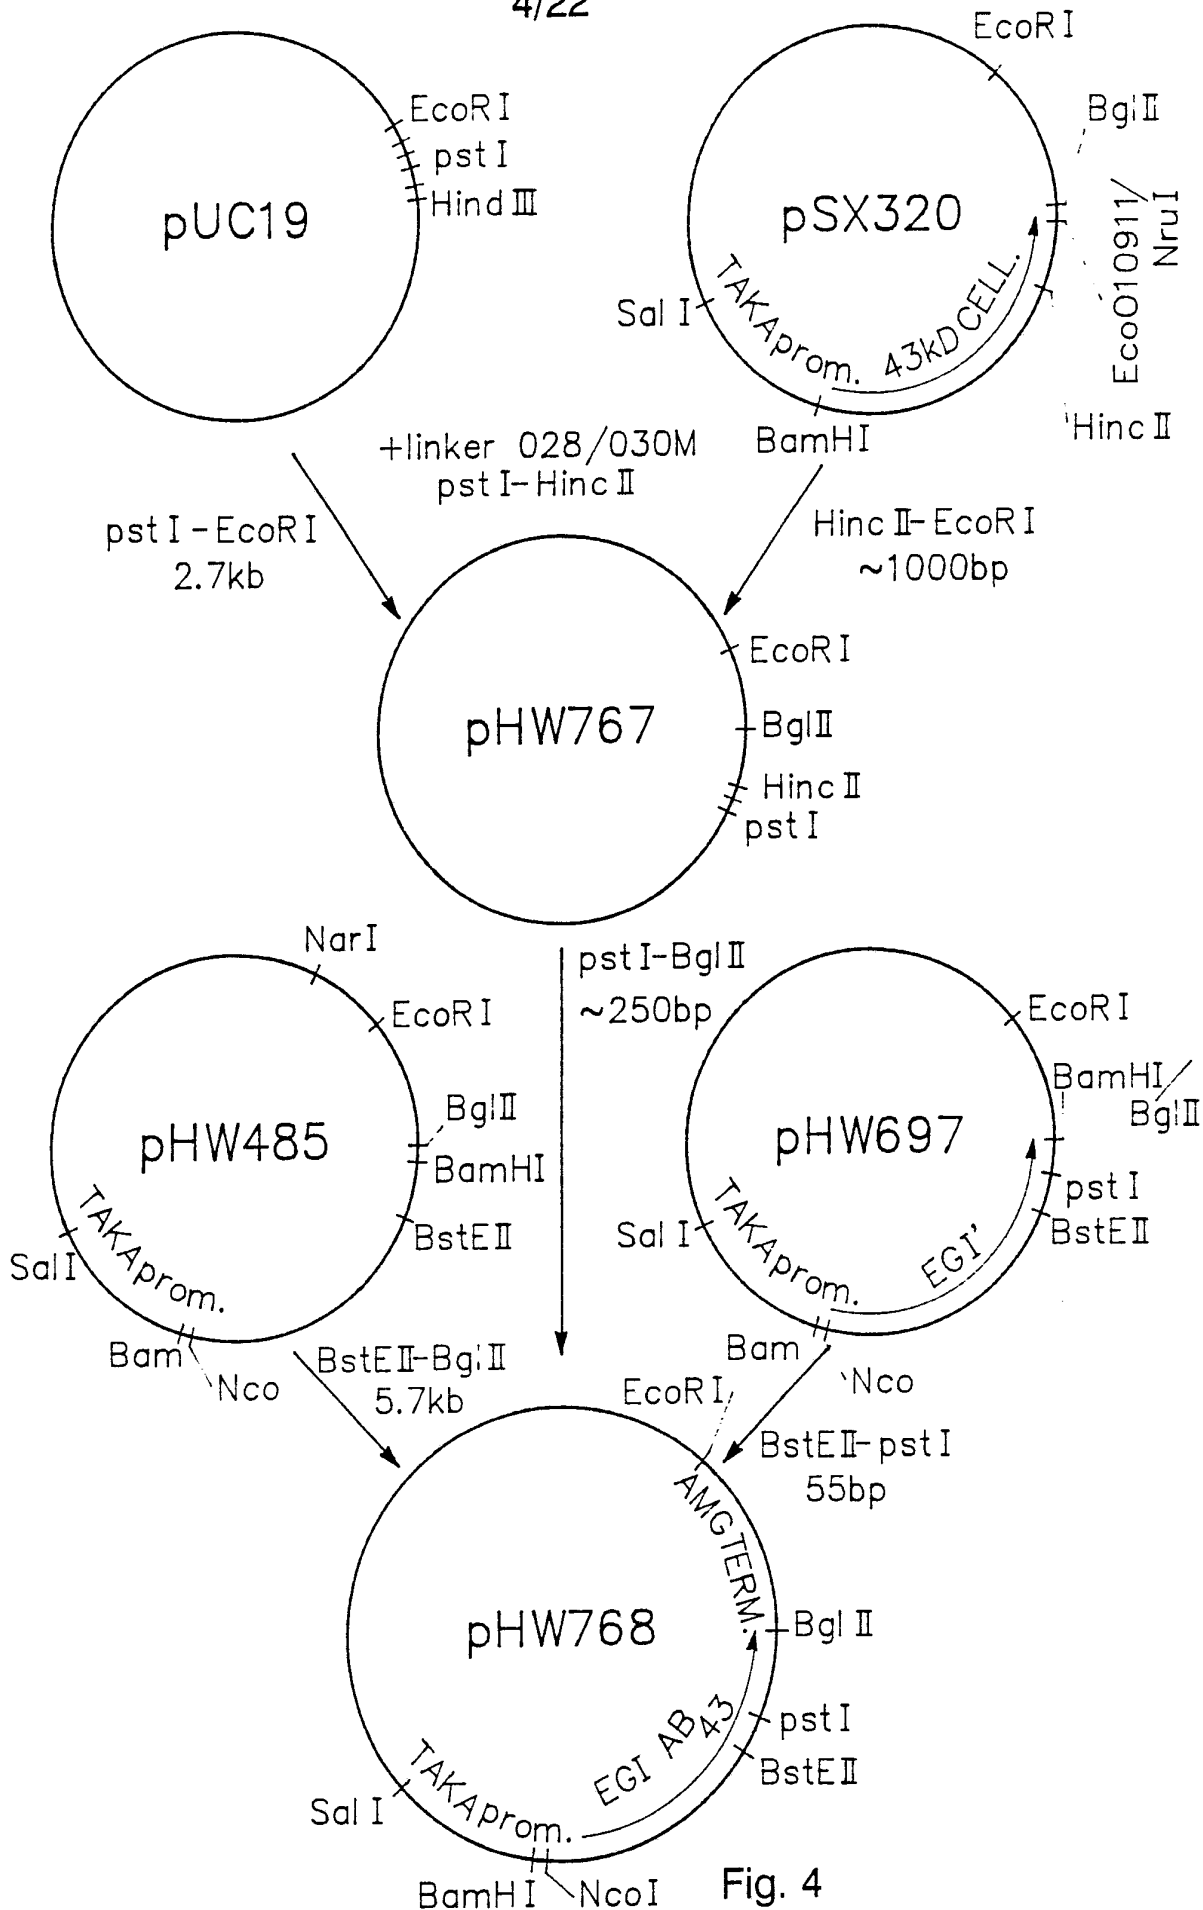 4/22
EcoRI
pstI
HindIII
pUC19
EcoRI
BglII
EcoO10911/
NruI
HincII
pSX320
TAKAprom.
43kDCELL.
SalI
BamHI
+linker 028/030M
pstI-HincII
pstI-EcoRI
2.7kb
HincII-EcoRI
~1000bp
pHW767
EcoRI
BglII
HincII
pstI
pstI-BglII
~250bp
NarI
EcoRI
BglII
BamHI
BstEII
pHW485
TAKAprom.
SalI
Bam
Nco
BstEII-BglII
5.7kb
EcoRI
BamHI/
BglII
pstI
BstEII
pHW697
TAKAprom.
EGI'
SalI
Bam
Nco
BstEII-pstI
55bp
EcoRI
AMGTERM.
BglII
pHW768
pstI
BstEII
EGI AB43
TAKAprom.
SalI
BamHI
NcoI
Fig. 4